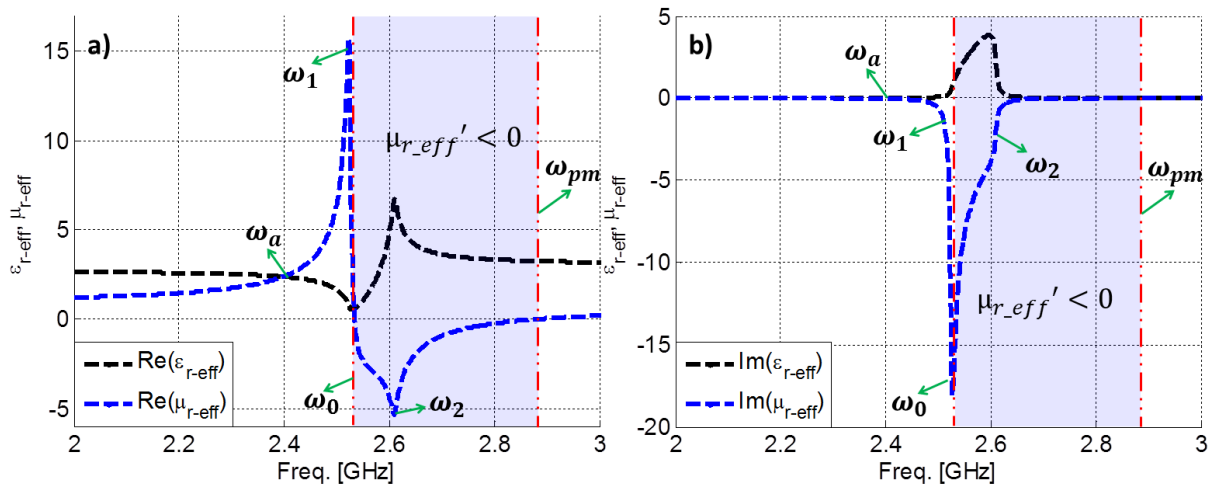 a)
15
10
5
0
-5
2
2.2
2.4
2.6
2.8
3
Freq. [GHz]
εr-eff, μr-eff
ω1
ωa
μr_eff′ < 0
ωpm
ω0
ω2
Re(εr-eff)
Re(μr-eff)
b)
5
0
-5
-10
-15
-20
2
2.2
2.4
2.6
2.8
3
Freq. [GHz]
εr-eff, μr-eff
ωa
ω1
ω2
ωpm
μr_eff′ < 0
ω0
Im(εr-eff)
Im(μr-eff)